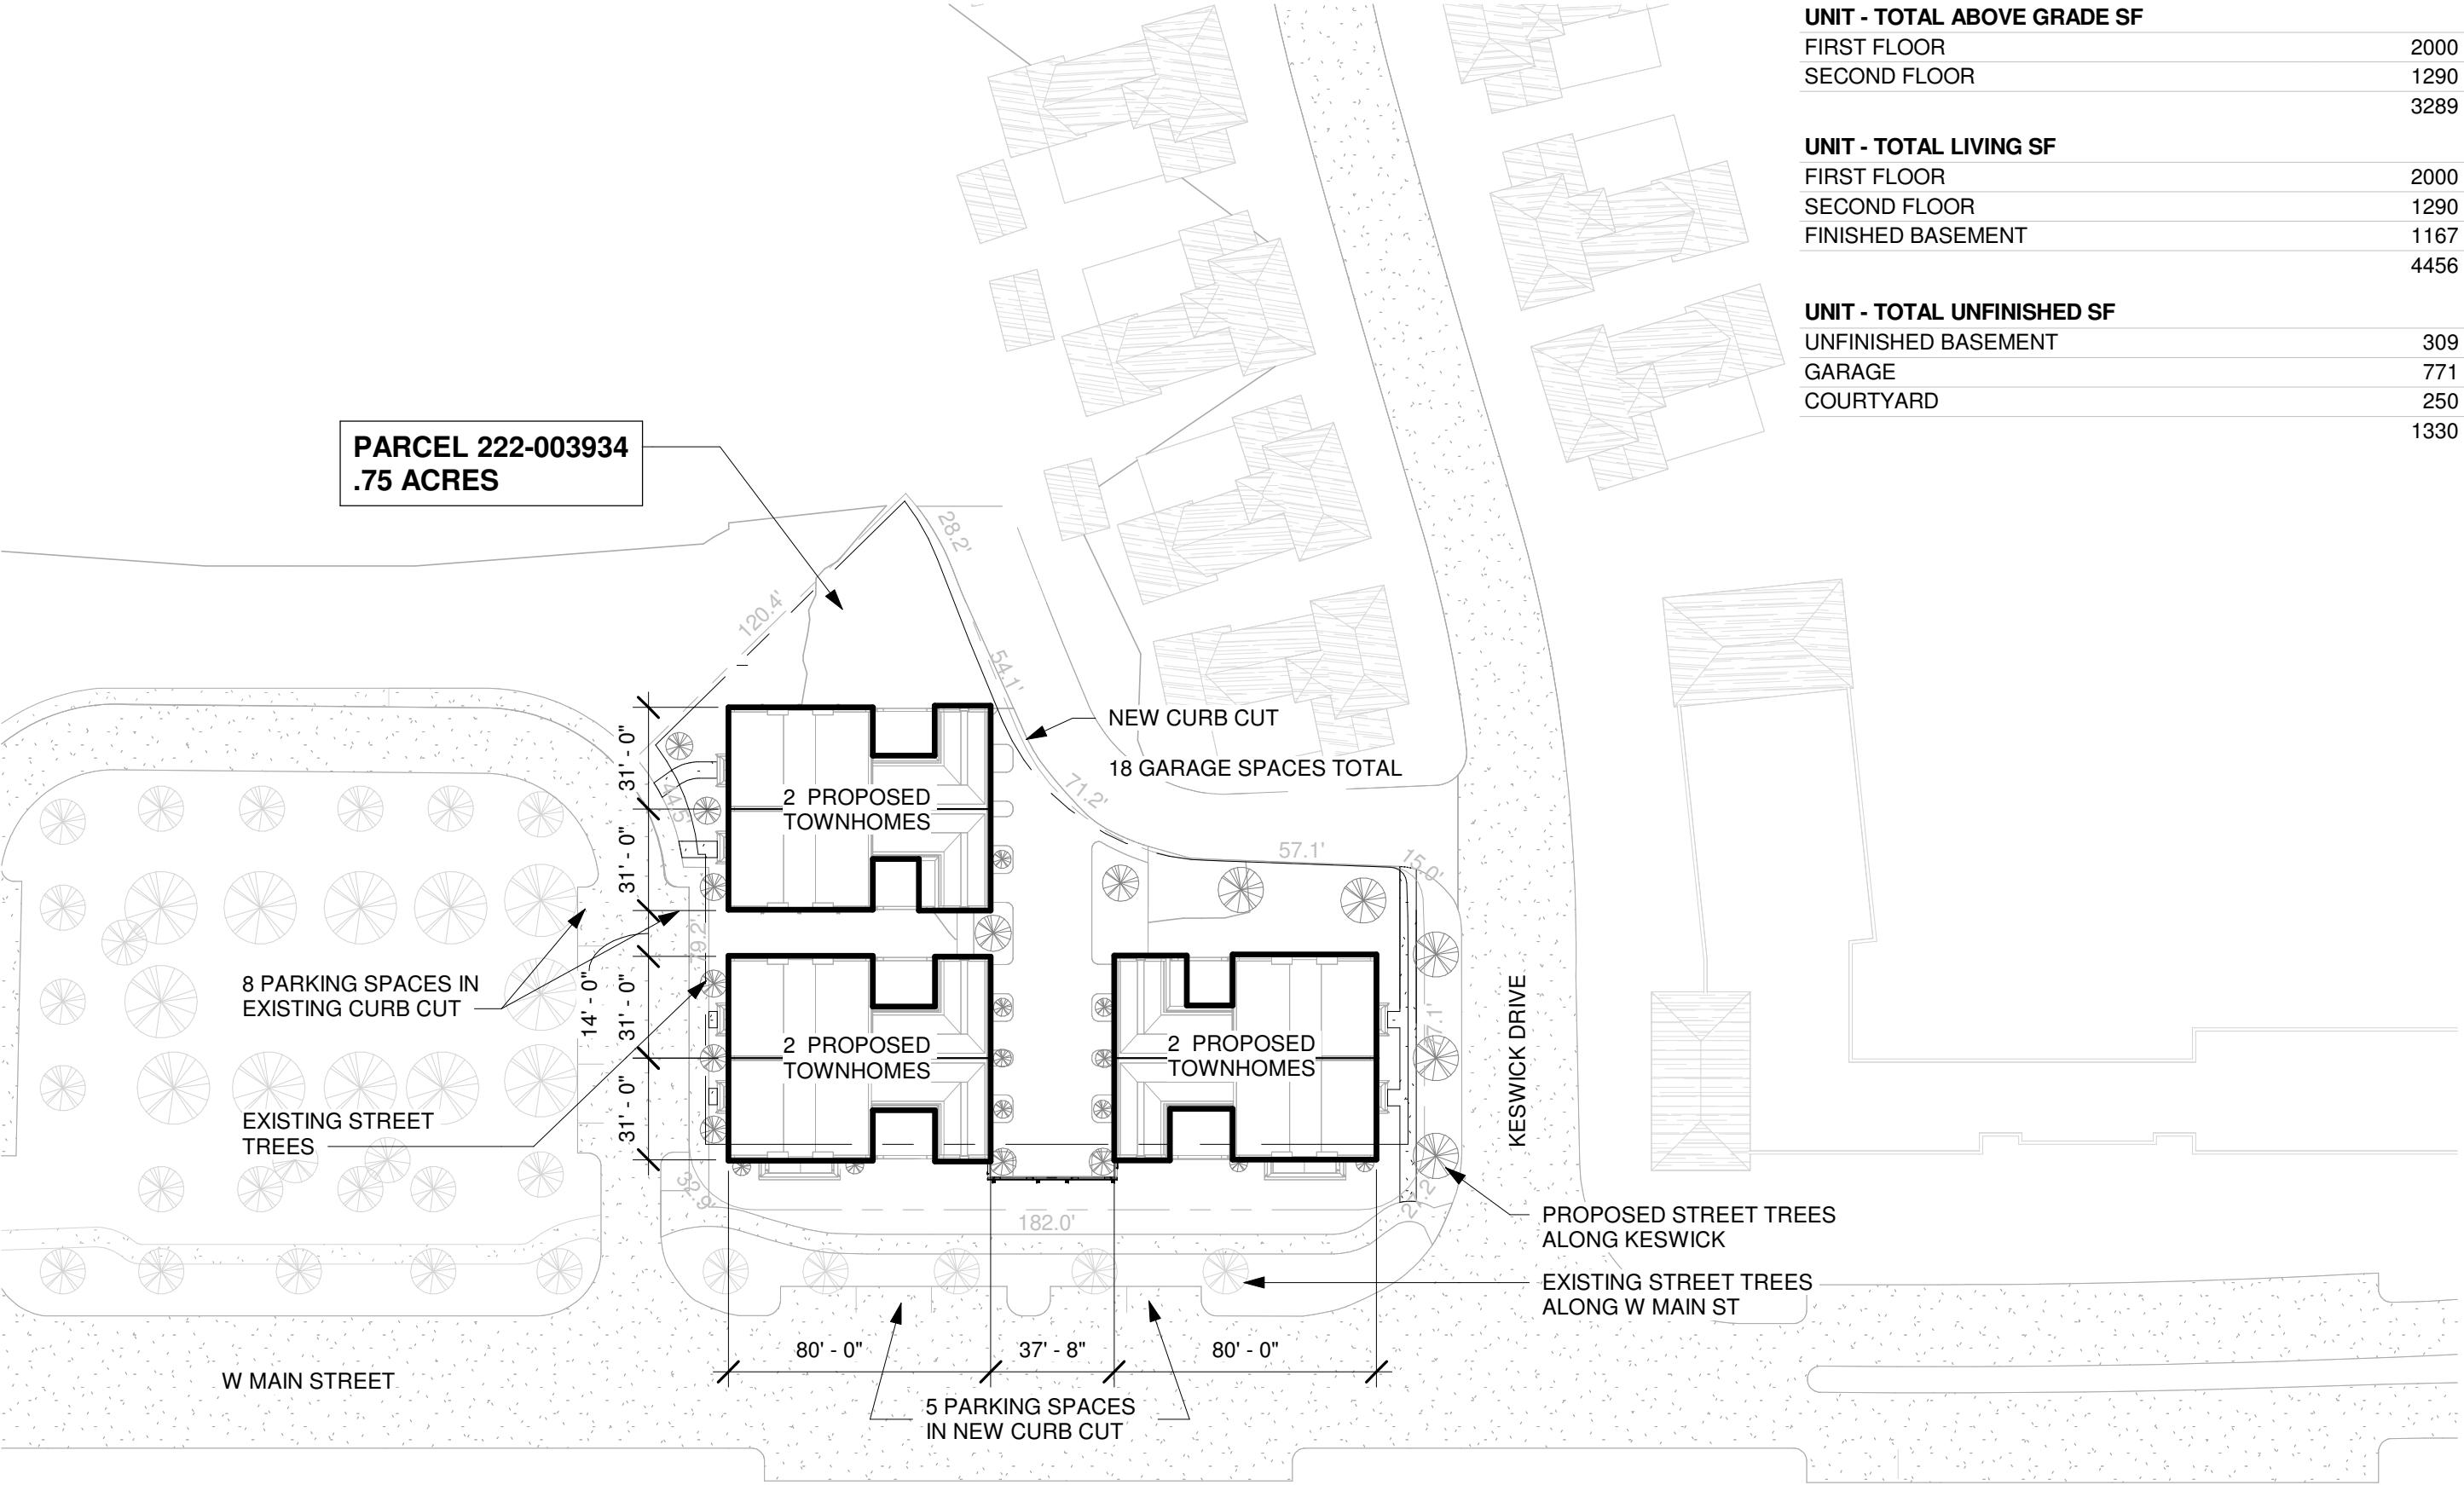 UNIT - TOTAL ABOVE GRADE SF
FIRST FLOOR 2000
SECOND FLOOR 1290
3289
UNIT - TOTAL LIVING SF
FIRST FLOOR 2000
SECOND FLOOR 1290
FINISHED BASEMENT 1167
4456
UNIT - TOTAL UNFINISHED SF
UNFINISHED BASEMENT 309
GARAGE 771
COURTYARD 250
1330
PARCEL 222-003934
.75 ACRES
28.2'
120.4'
54.1'
NEW CURB CUT
18 GARAGE SPACES TOTAL
71.2'
57.1'
15.0'
31' - 0"
31' - 0"
44.5'
2 PROPOSED
TOWNHOMES
8 PARKING SPACES IN
EXISTING CURB CUT
14' - 0"
31' - 0"
31' - 0"
2 PROPOSED
TOWNHOMES
2 PROPOSED
TOWNHOMES
KESWICK DRIVE
EXISTING STREET
TREES
32.9'
182.0'
PROPOSED STREET TREES
ALONG KESWICK
EXISTING STREET TREES
ALONG W MAIN ST
80' - 0"
37' - 8"
80' - 0"
W MAIN STREET
5 PARKING SPACES
IN NEW CURB CUT